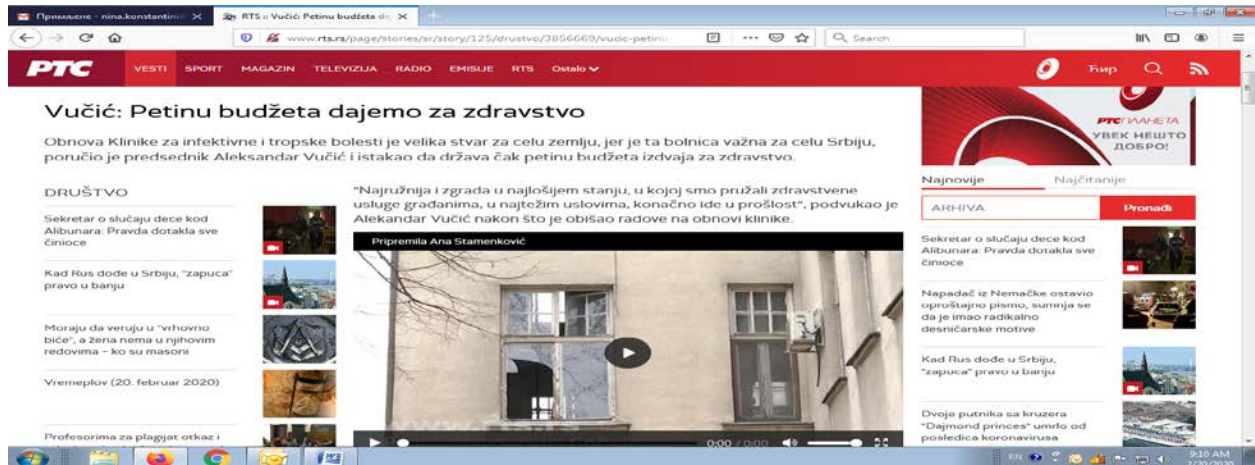 Примљене - nina.konstantini
RTS :: Vučić: Petinu budžeta da
www.rts.rs/page/stories/sr/story/125/drustvo/3856669/vucic-petinu
Search
РТС
VESTI SPORT MAGAZIN TELEVIZIJA RADIO EMISIJE RTS Ostalo
Ћир
Vučić: Petinu budžeta dajemo za zdravstvo
Obnova Klinike za infektivne i tropske bolesti je velika stvar za celu zemlju, jer je ta bolnica važna za celu Srbiju,
poručio je predsednik Aleksandar Vučić i istakao da država čak petinu budžeta izdvaja za zdravstvo.
DRUŠTVO
Sekretar o slučaju dece kod
Alibunara: Pravda dotakla sve
činioce
Kad Rus dođe u Srbiju, "zapuca"
pravo u banju
Moraju da veruju u "vrhovno
biće", a žena nema u njihovim
redovima – ko su masoni
Vremeplov (20. februar 2020)
Profesorima za plagijat otkaz i
"Najružnija i zgrada u najlošijem stanju, u kojoj smo pružali zdravstvene
usluge građanima, u najtežim uslovima, konačno ide u prošlost", podvukao je
Alekandar Vučić nakon što je obišao radove na obnovi klinike.
Pripremila Ana Stamenković
0:00 / 0:00
РТС ПЛАНЕТА
УВЕК НЕШТО
ДОБРО!
Najnovije Najčitanije
ARHIVA Pronađi
Sekretar o slučaju dece kod
Alibunara: Pravda dotakla sve
činioce
Napadač iz Nemačke ostavio
oproštajno pismo, sumnja se
da je imao radikalno
desničarske motive
Kad Rus dođe u Srbiju,
"zapuca" pravo u banju
Dvoje putnika sa kruzera
"Dajmond princes" umrlo od
posledica koronavirusa
EN
9:10 AM
2/20/2020